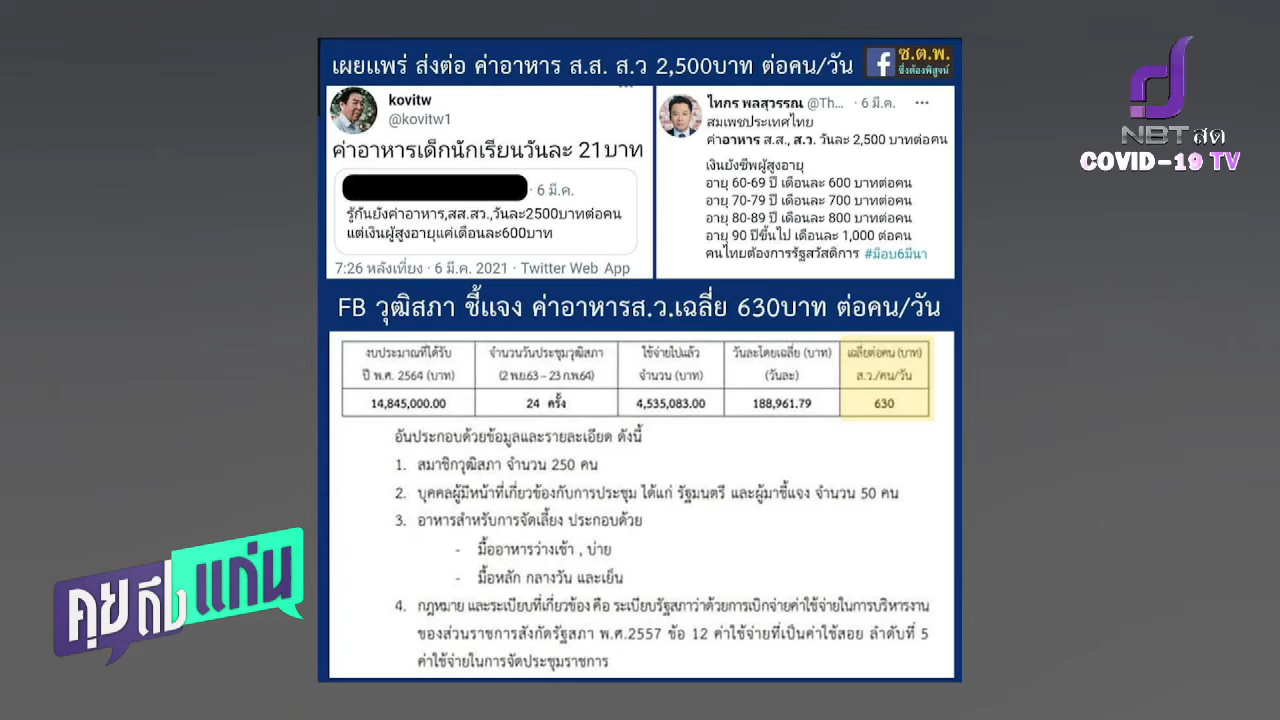 เผยแพร่ ส่งต่อ ค่าอาหาร ส.ส. ส.ว 2,500บาท ต่อคน/วัน
ซ.ต.พ.
ซึ่งต้องพิสูจน์
NBT สด
COVID-19 TV
kovitw
@kovitw1
ค่าอาหารเด็กนักเรียนวันละ 21บาท
· 6 มี.ค.
รู้กันยังค่าอาหาร,สส.สว.,วันละ2500บาทต่อคน
แต่เงินผู้สูงอายุแค่เดือนละ600บาท
7:26 หลังเที่ยง · 6 มี.ค. 2021 · Twitter Web App
ไทกร พลสุวรรณ @Th... · 6 มี.ค. ...
สมเพชประเทศไทย
ค่าอาหาร ส.ส., ส.ว. วันละ 2,500 บาทต่อคน
เงินยังชีพผู้สูงอายุ
อายุ 60-69 ปี เดือนละ 600 บาทต่อคน
อายุ 70-79 ปี เดือนละ 700 บาทต่อคน
อายุ 80-89 ปี เดือนละ 800 บาทต่อคน
อายุ 90 ปีขึ้นไป เดือนละ 1,000 ต่อคน
คนไทยต้องการรัฐสวัสดิการ #ม็อบ6มีนา
FB วุฒิสภา ชี้แจง ค่าอาหารส.ว.เฉลี่ย 630บาท ต่อคน/วัน
งบประมาณที่ได้รับ จำนวนวันประชุมวุฒิสภา ใช้จ่ายไปแล้ว วันละโดยเฉลี่ย (บาท) เฉลี่ยต่อคน (บาท)
ปี พ.ศ. 2564 (บาท) (2 พ.ย.63 – 23 ก.พ.64) จำนวน (บาท) (วันละ) ส.ว./คน/วัน
14,845,000.00 24 ครั้ง 4,535,083.00 188,961.79 630
อันประกอบด้วยข้อมูลและรายละเอียด ดังนี้
1. สมาชิกวุฒิสภา จำนวน 250 คน
2. บุคคลผู้มีหน้าที่เกี่ยวข้องกับการประชุม ได้แก่ รัฐมนตรี และผู้มาชี้แจง จำนวน 50 คน
3. อาหารสำหรับการจัดเลี้ยง ประกอบด้วย
- มื้ออาหารว่างเช้า , บ่าย
- มื้อหลัก กลางวัน และเย็น
4. กฎหมาย และระเบียบที่เกี่ยวข้อง คือ ระเบียบรัฐสภาว่าด้วยการเบิกจ่ายค่าใช้จ่ายในการบริหารงาน
ของส่วนราชการสังกัดรัฐสภา พ.ศ.2557 ข้อ 12 ค่าใช้จ่ายที่เป็นค่าใช้สอย ลำดับที่ 5
ค่าใช้จ่ายในการจัดประชุมราชการ
คุยถึงแก่น